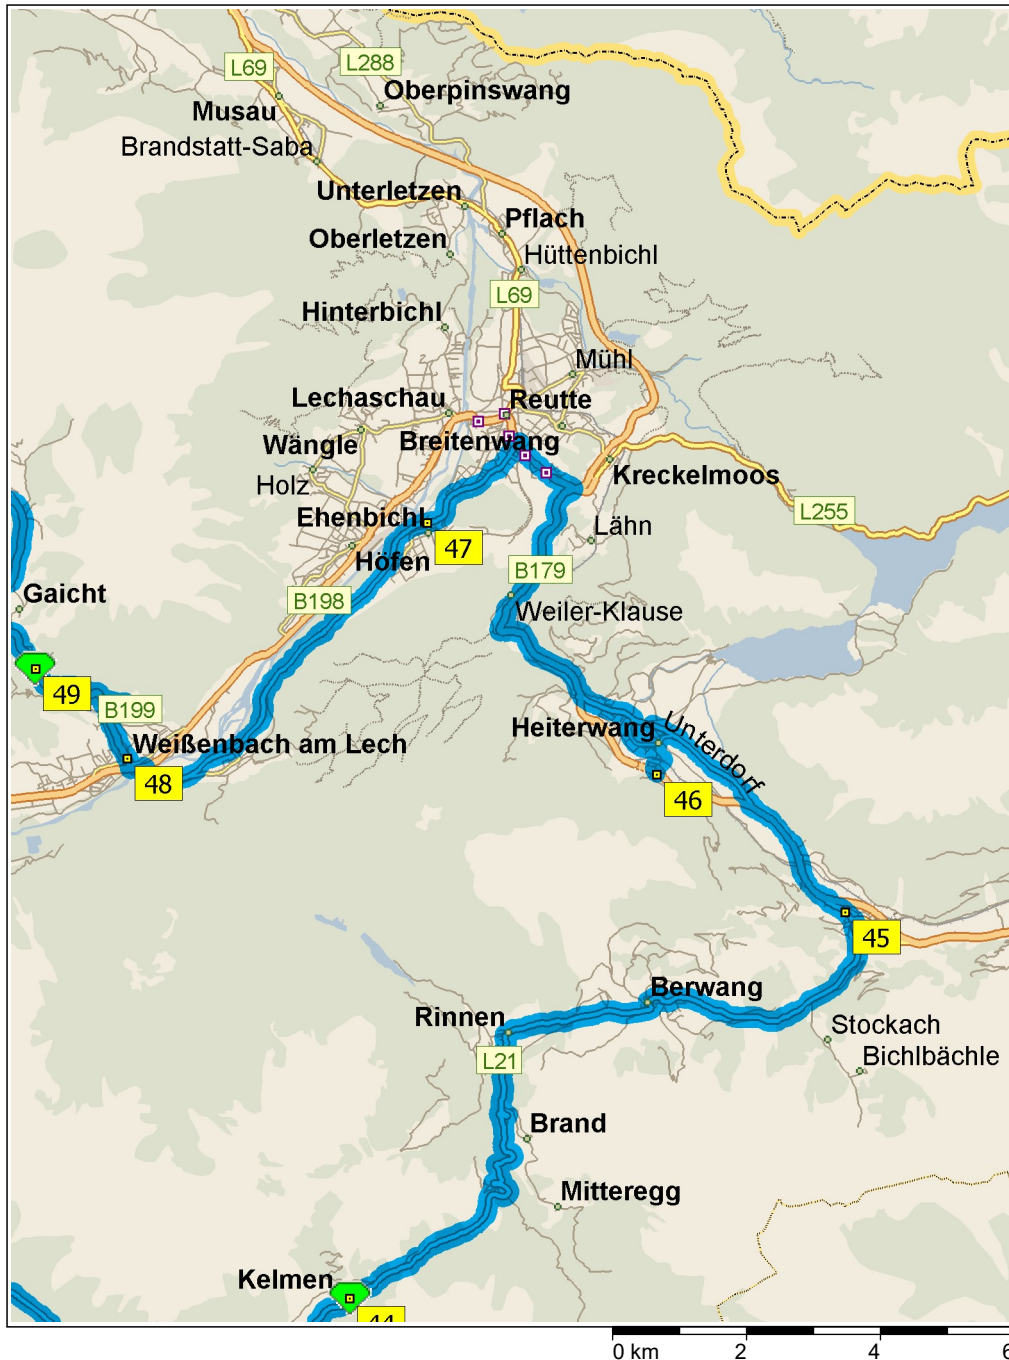 L69
L288
Oberpinswang
Musau
Brandstatt-Saba
Unterletzen
Pflach
Oberletzen
Hüttenbichl
L69
Hinterbichl
Mühl
Lechaschau
Reutte
Wängle
Breitenwang
Holz
Kreckelmoos
L255
Ehenbichl
Lähn
47
Höfen
B179
Gaicht
B198
Weiler-Klause
49
B199
Heiterwang
Unterdorf
Weißenbach am Lech
48
46
45
Berwang
Rinnen
Stockach
L21
Bichlbächle
Brand
Mitteregg
Kelmen
44
0 km 2 4 6